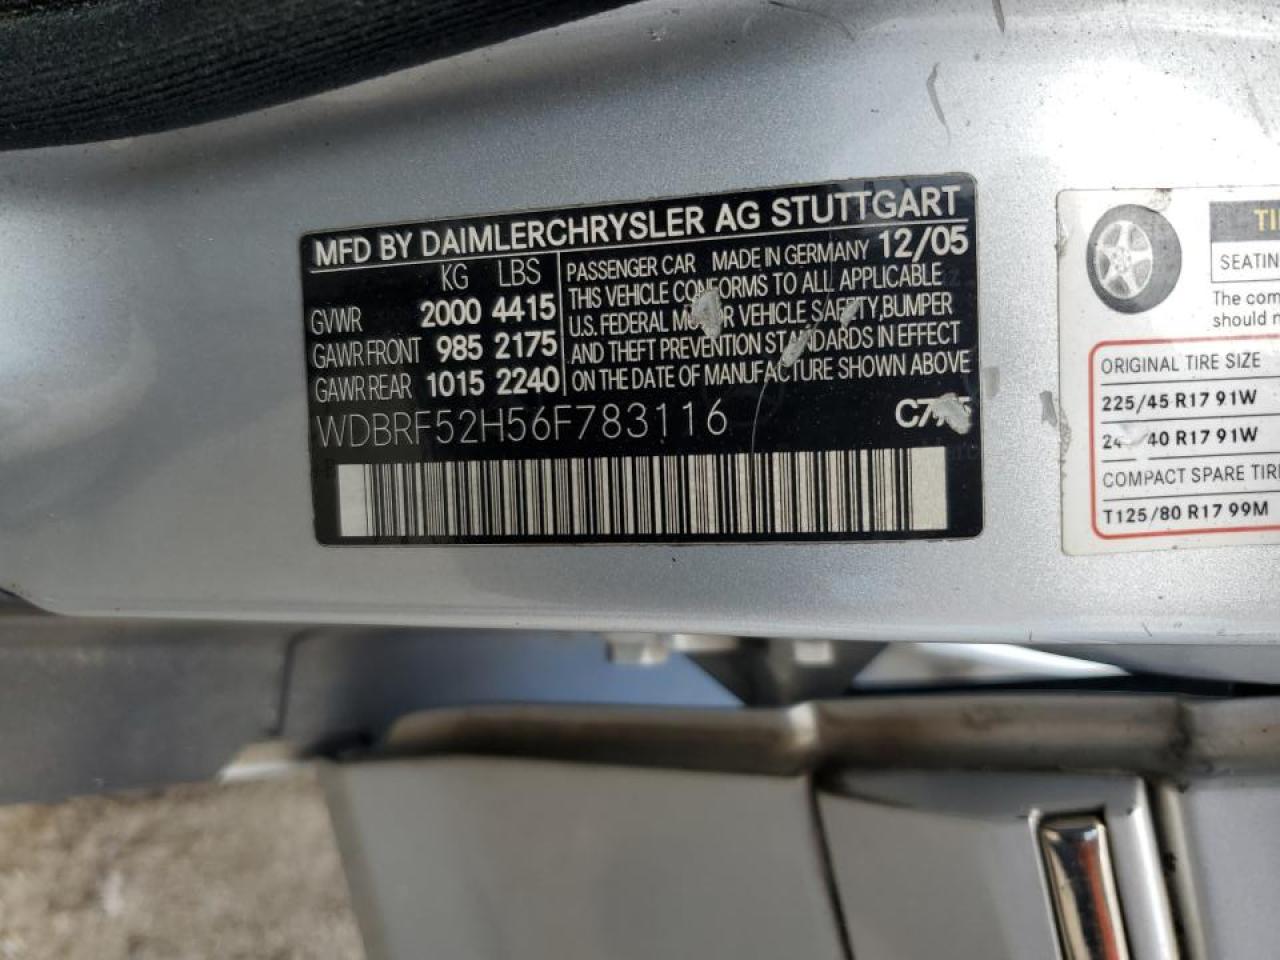 MFD BY DAIMLERCHRYSLER AG STUTTGART
KG LBS
GVWR 2000 4415
GAWR FRONT 985 2175
GAWR REAR 1015 2240
PASSENGER CAR MADE IN GERMANY 12/05
THIS VEHICLE CONFORMS TO ALL APPLICABLE
U.S. FEDERAL MOTOR VEHICLE SAFETY,BUMPER
AND THEFT PREVENTION STANDARDS IN EFFECT
ON THE DATE OF MANUFACTURE SHOWN ABOVE
WDBRF52H56F783116
SEATIN
The com
should n
ORIGINAL TIRE SIZE
225/45 R17 91W
40 R17 91W
COMPACT SPARE TIR
T125/80 R17 99M